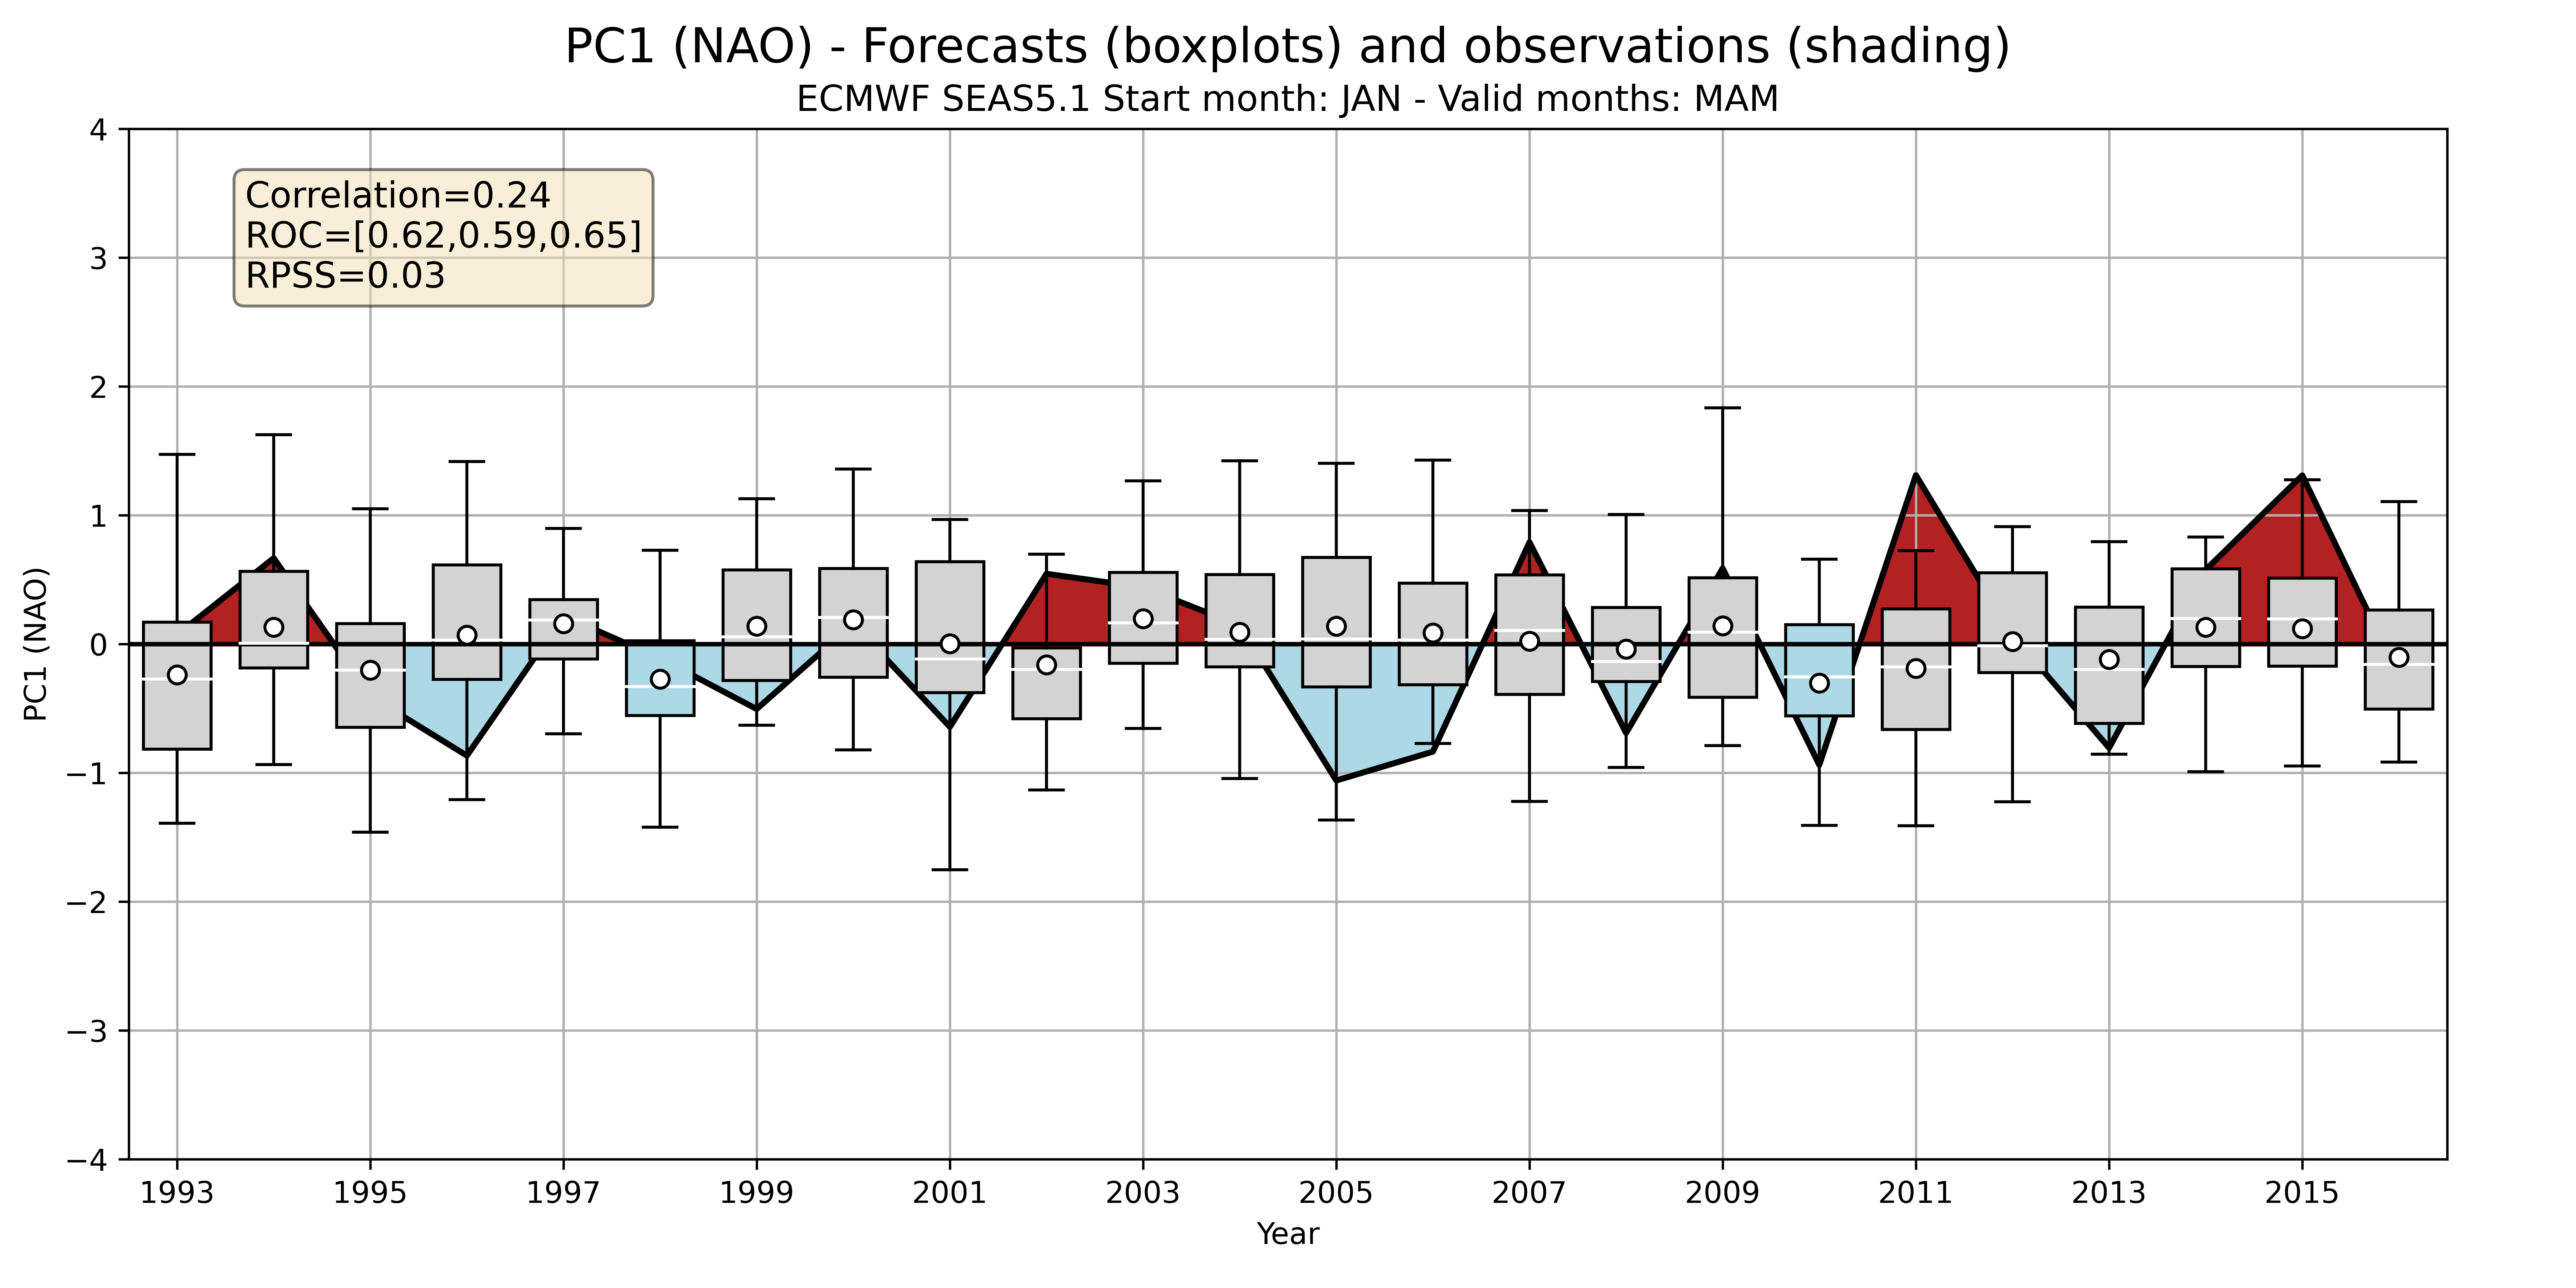 PC1 (NAO) - Forecasts (boxplots) and observations (shading)
ECMWF SEAS5.1 Start month: JAN - Valid months: MAM
Correlation=0.24
ROC=[0.62,0.59,0.65]
RPSS=0.03
PC1 (NAO)
4
3
2
1
0
−1
−2
−3
−4
1993 1995 1997 1999 2001 2003 2005 2007 2009 2011 2013 2015
Year